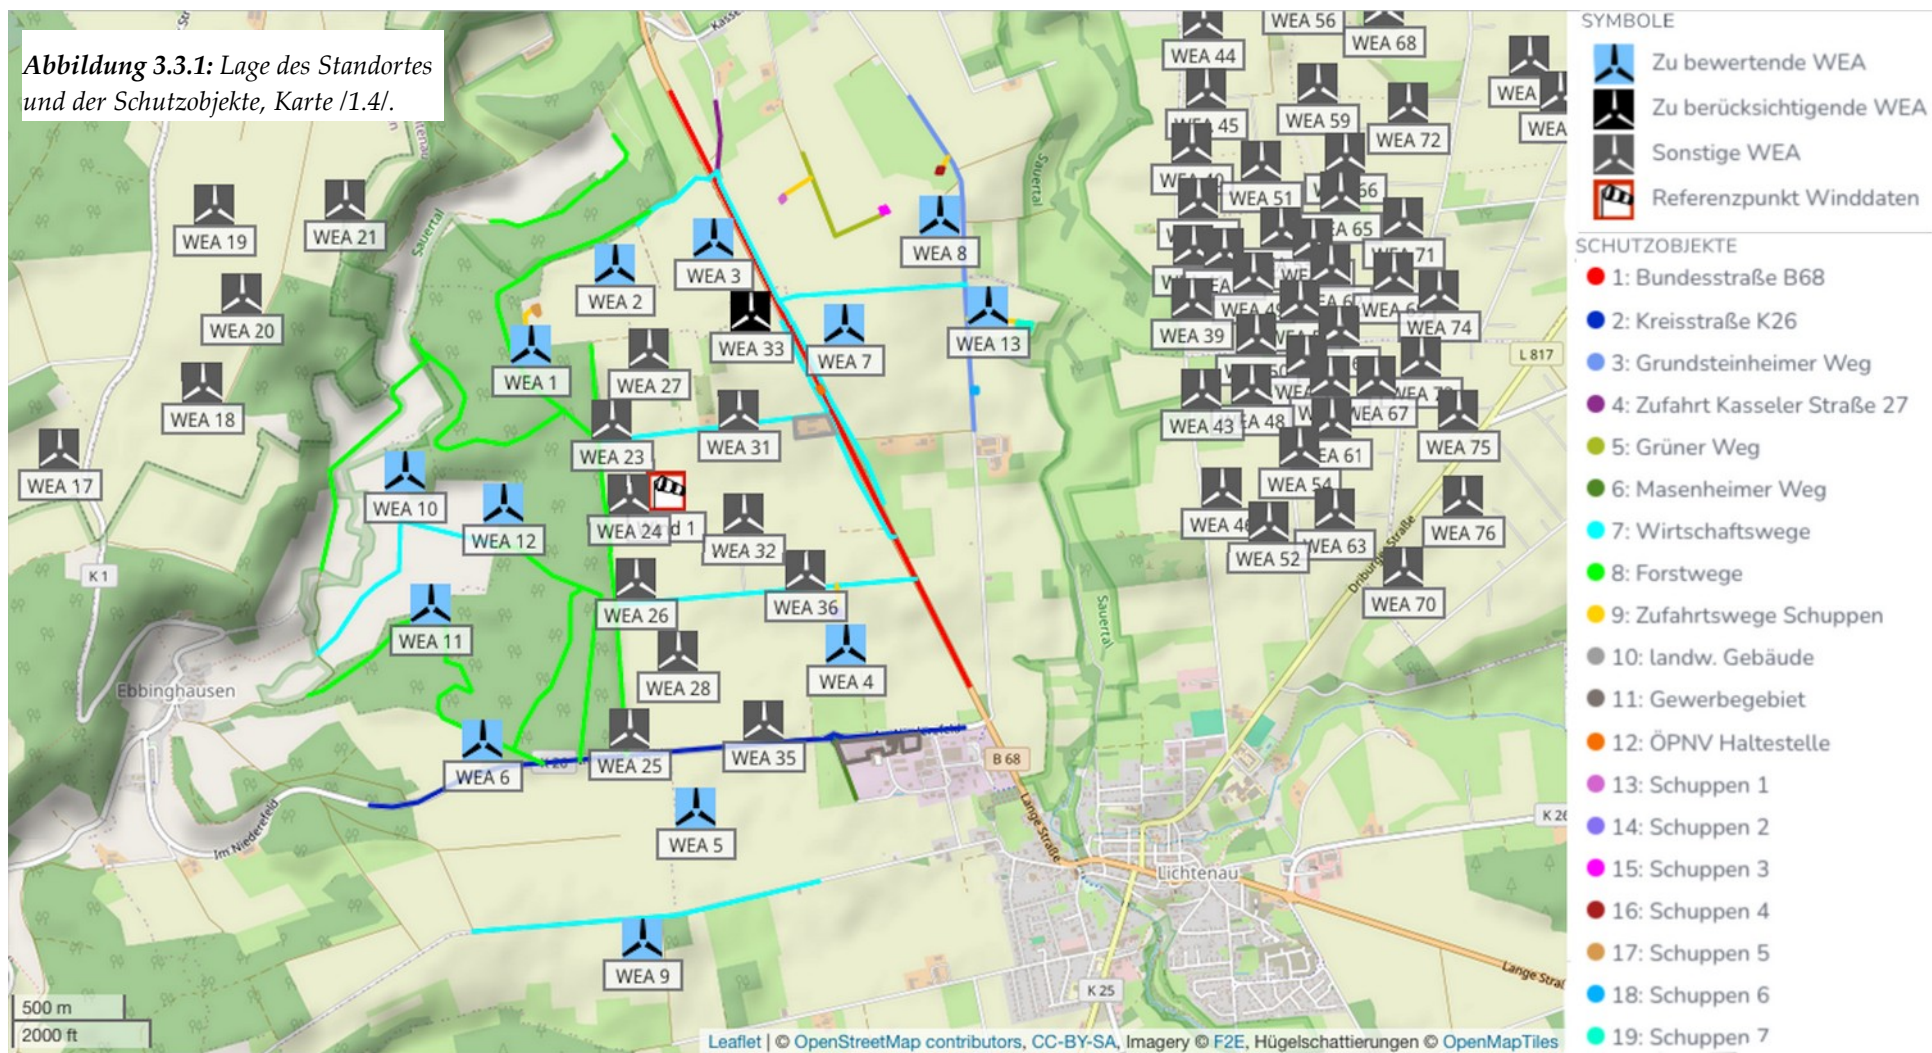 Abbildung 3.3.1: Lage des Standortes
und der Schutzobjekte, Karte /1.4/.
SYMBOLE
Zu bewertende WEA
Zu berücksichtigende WEA
Sonstige WEA
Referenzpunkt Winddaten
SCHUTZOBJEKTE
1: Bundesstraße B68
2: Kreisstraße K26
3: Grundsteinheimer Weg
4: Zufahrt Kasseler Straße 27
5: Grüner Weg
6: Masenheimer Weg
7: Wirtschaftswege
8: Forstwege
9: Zufahrtswege Schuppen
10: landw. Gebäude
11: Gewerbegebiet
12: ÖPNV Haltestelle
13: Schuppen 1
14: Schuppen 2
15: Schuppen 3
16: Schuppen 4
17: Schuppen 5
18: Schuppen 6
19: Schuppen 7
WEA 56
WEA 68
WEA 44
WEA
WEA
WEA 59
WEA 72
WEA 51
WEA 19
WEA 21
WEA 20
WEA 18
WEA 17
WEA 3
WEA 2
WEA 33
WEA 7
WEA 8
WEA 13
WEA 1
WEA 27
WEA 31
WEA 23
WEA 24
WEA 32
WEA 10
WEA 12
WEA 11
WEA 26
WEA 36
WEA 28
WEA 4
WEA 6
WEA 25
WEA 35
WEA 5
WEA 9
WEA 39
WEA 74
WEA 43
WEA 67
WEA 75
WEA 54
WEA 52
WEA 63
WEA 76
WEA 70
Sauertal
Sauertal
Sauertal
K 1
Ebbinghausen
Im Niederefeld
B 68
Lange Straße
Lichtenau
K 25
K 26
L 817
Driburger Straße
500 m
2000 ft
Leaflet | © OpenStreetMap contributors, CC-BY-SA, Imagery © F2E, Hügelschattierungen © OpenMapTiles